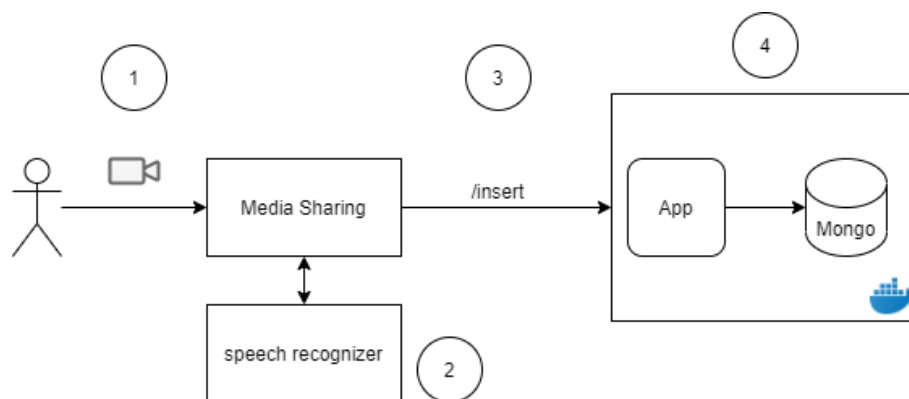 1
3
4
/insert
Media Sharing
App
Mongo
speech recognizer
2